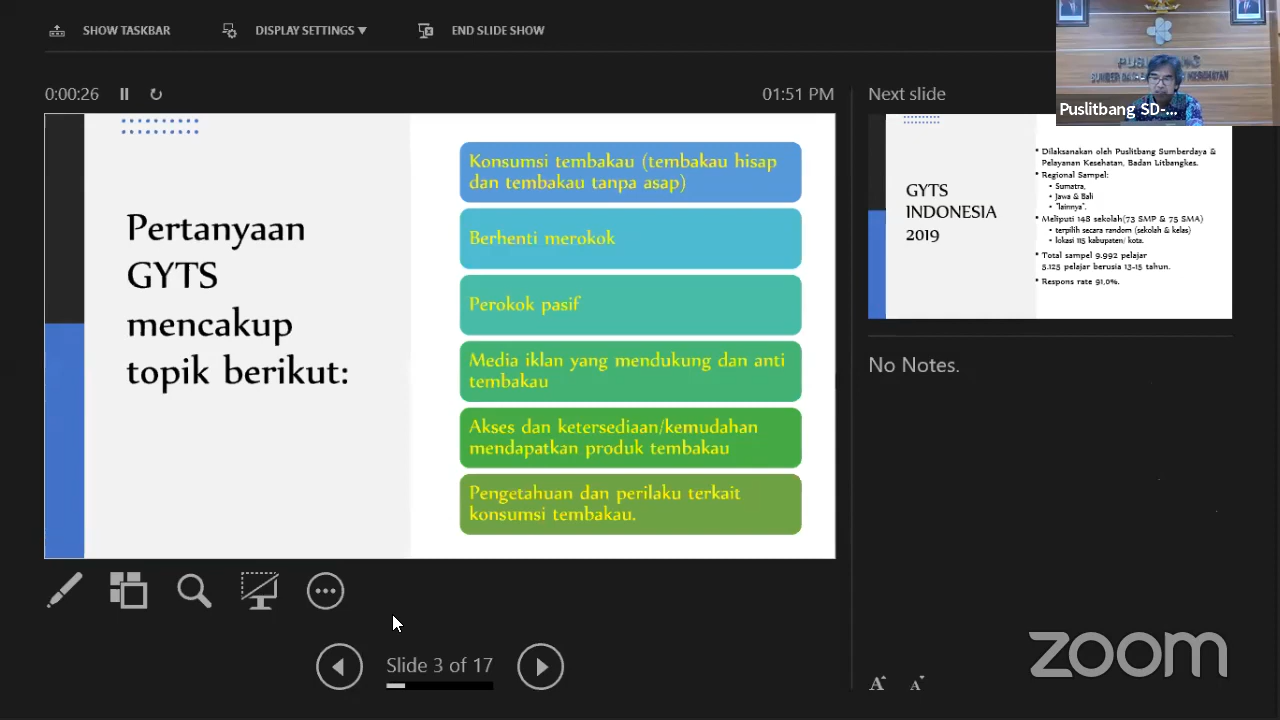 SHOW TASKBAR
DISPLAY SETTINGS
END SLIDE SHOW
0:00:26
01:51 PM
Next slide
Puslitbang SD-...
Pertanyaan
GYTS
mencakup
topik berikut:
Konsumsi tembakau (tembakau hisap
dan tembakau tanpa asap)
Berhenti merokok
Perokok pasif
Media iklan yang mendukung dan anti
tembakau
Akses dan ketersediaan/kemudahan
mendapatkan produk tembakau
Pengetahuan dan perilaku terkait
konsumsi tembakau.
GYTS
INDONESIA
2019
• Dilaksanakan oleh Puslitbang Sumberdaya &
Pelayanan Kesehatan, Badan Litbangkes.
• Regional Sampel:
• Sumatra,
• Jawa & Bali
• "lainnya".
• Meliputi 148 sekolah(73 SMP & 75 SMA)
• terpilih secara random (sekolah & kelas)
• lokasi 115 kabupaten/ kota.
• Total sampel 9.992 pelajar
5.125 pelajar berusia 13-15 tahun.
• Respons rate 91,0%.
No Notes.
Slide 3 of 17
A A
zoom